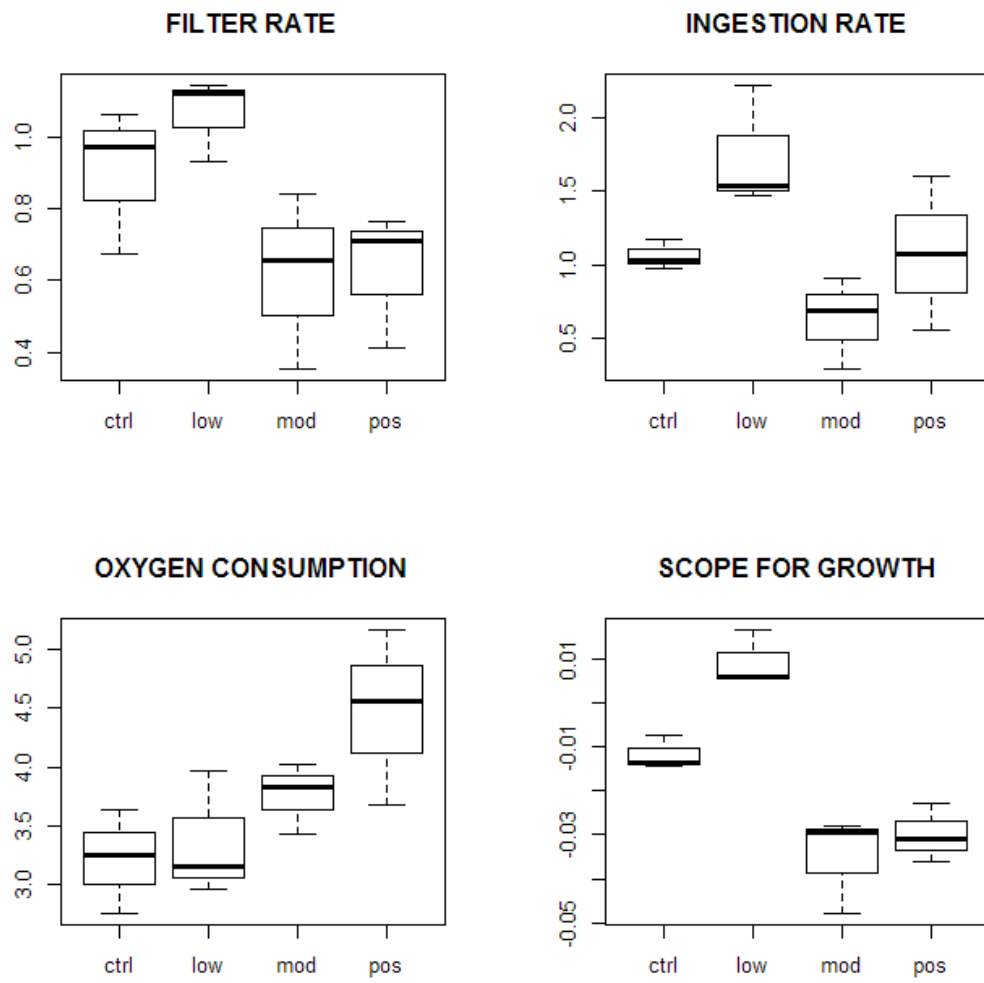 FILTER RATE
1.0
0.8
0.6
0.4
ctrl low mod pos
INGESTION RATE
2.0
1.5
1.0
0.5
ctrl low mod pos
OXYGEN CONSUMPTION
5.0
4.5
4.0
3.5
3.0
ctrl low mod pos
SCOPE FOR GROWTH
0.01
-0.01
-0.03
-0.05
ctrl low mod pos